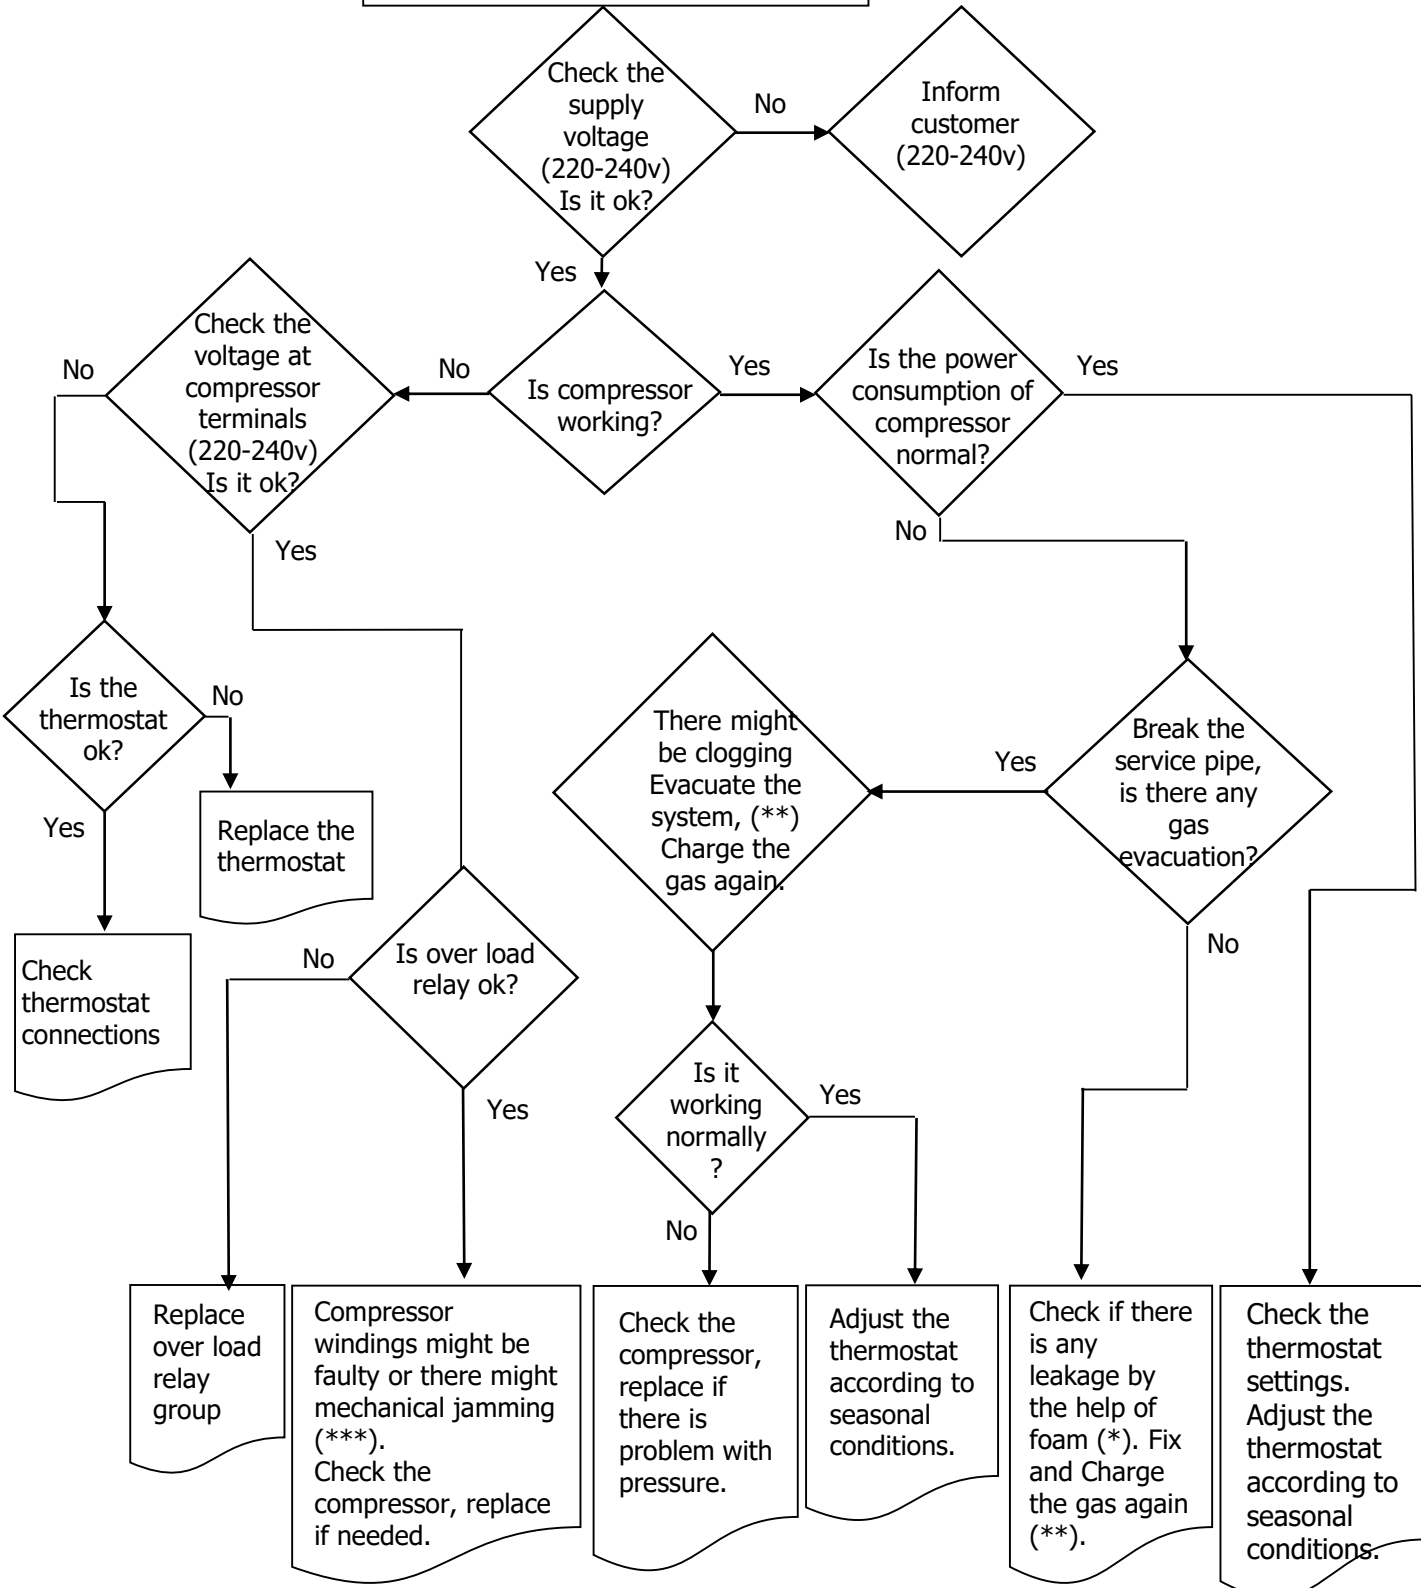 Check the
supply
voltage
(220-240v)
Is it ok?
No
Inform
customer
(220-240v)
Yes
Check the
voltage at
compressor
terminals
(220-240v)
Is it ok?
No
No
Is compressor
working?
Yes
Is the power
consumption of
compressor
normal?
Yes
No
Yes
Is the
thermostat
ok?
No
Yes
Replace the
thermostat
Check
thermostat
connections
There might
be clogging
Evacuate the
system, (**)
Charge the
gas again.
Yes
Break the
service pipe,
is there any
gas
evacuation?
No
No
Is over load
relay ok?
Yes
Is it
working
normally
?
Yes
No
Replace
over load
relay
group
Compressor
windings might be
faulty or there might
mechanical jamming
(***).
Check the
compressor, replace
if needed.
Check the
compressor,
replace if
there is
problem with
pressure.
Adjust the
thermostat
according to
seasonal
conditions.
Check if there
is any
leakage by
the help of
foam (*). Fix
and Charge
the gas again
(**).
Check the
thermostat
settings.
Adjust the
thermostat
according to
seasonal
conditions.